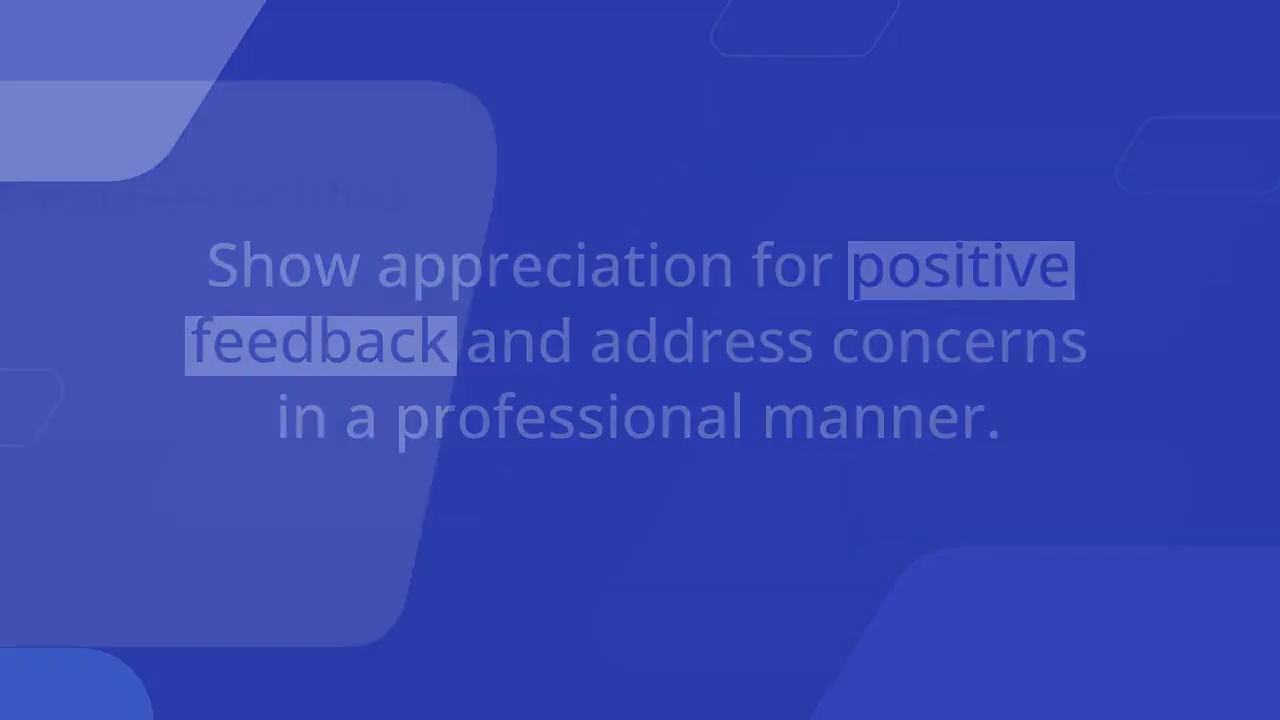 Show appreciation for positive
feedback and address concerns
in a professional manner.